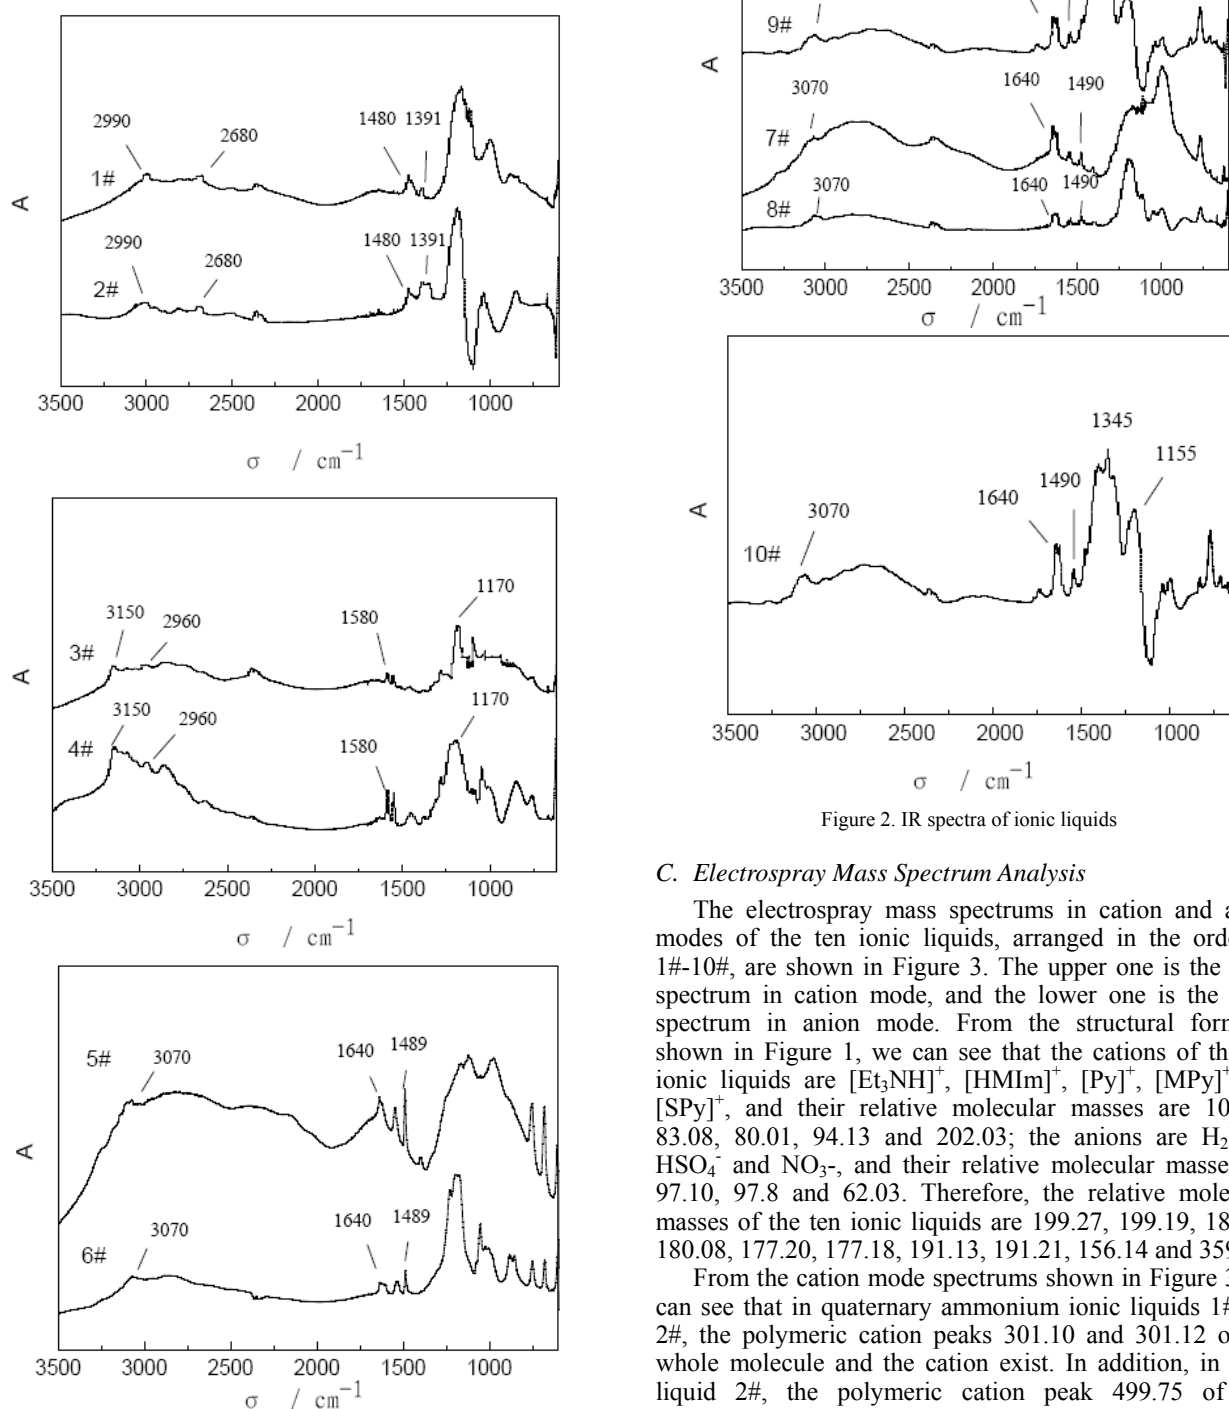 2990
2680
1480 1391
1#
2990
2680
1480 1391
2#
A
3500 3000 2500 2000 1500 1000
σ / cm⁻¹
3150
2960
1580
1170
3#
3150
2960
1580
1170
4#
A
3500 3000 2500 2000 1500 1000
σ / cm⁻¹
5#
3070
1640
1489
6#
3070
1640
1489
A
3500 3000 2500 2000 1500 1000
σ / cm⁻¹
9#
A
3070
1640
1490
7#
3070
1640
1490
8#
3500 3000 2500 2000 1500 1000
σ / cm⁻¹
1345
1155
1490
1640
3070
10#
A
3500 3000 2500 2000 1500 1000
σ / cm⁻¹
Figure 2. IR spectra of ionic liquids
C. Electrospray Mass Spectrum Analysis
The electrospray mass spectrums in cation and
modes of the ten ionic liquids, arranged in the
1#-10#, are shown in Figure 3. The upper one is the
spectrum in cation mode, and the lower one is the
spectrum in anion mode. From the structural
shown in Figure 1, we can see that the cations of
ionic liquids are [Et₃NH]⁺, [HMIm]⁺, [Py]⁺, [MPy]⁺
[SPy]⁺, and their relative molecular masses are
83.08, 80.01, 94.13 and 202.03; the anions are
HSO₄⁻ and NO₃-, and their relative molecular
97.10, 97.8 and 62.03. Therefore, the relative
masses of the ten ionic liquids are 199.27, 199.19,
180.08, 177.20, 177.18, 191.13, 191.21, 156.14 and
From the cation mode spectrums shown in Figure
can see that in quaternary ammonium ionic liquids 1#
2#, the polymeric cation peaks 301.10 and 301.12
whole molecule and the cation exist. In addition, in
liquid 2#, the polymeric cation peak 499.75 of